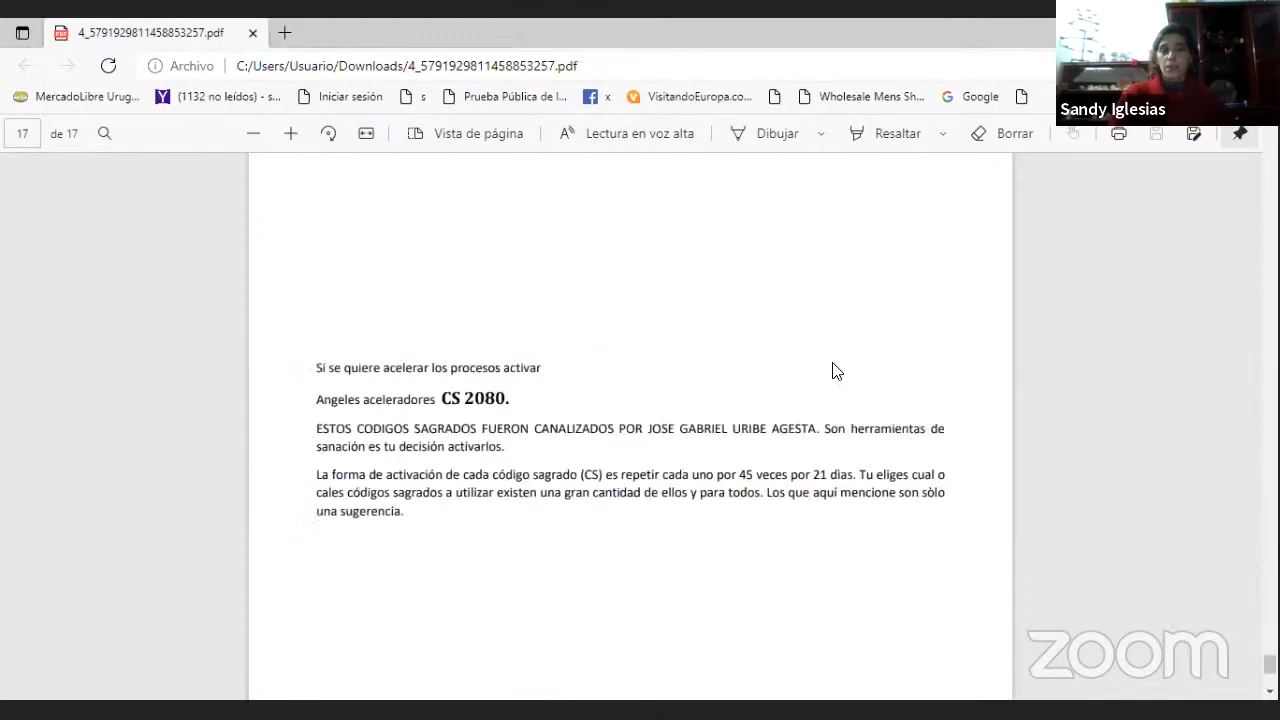 4_5791929811458853257.pdf
Archivo C:/Users/Usuario/Downloads/4_5791929811458853257.pdf
MercadoLibre Urug... (1132 no leídos) - s... Iniciar sesión s Prueba Pública de l... x VisitandoEuropa.co... Wholesale Mens Sh... Google
Sandy Iglesias
17 de 17 Vista de página Lectura en voz alta Dibujar Resaltar Borrar
Si se quiere acelerar los procesos activar
Angeles aceleradores CS 2080.
ESTOS CODIGOS SAGRADOS FUERON CANALIZADOS POR JOSE GABRIEL URIBE AGESTA. Son herramientas de
sanación es tu decisión activarlos.
La forma de activación de cada código sagrado (CS) es repetir cada uno por 45 veces por 21 dìas. Tu eliges cual o
cales códigos sagrados a utilizar existen una gran cantidad de ellos y para todos. Los que aquí mencione son sòlo
una sugerencia.
zoom